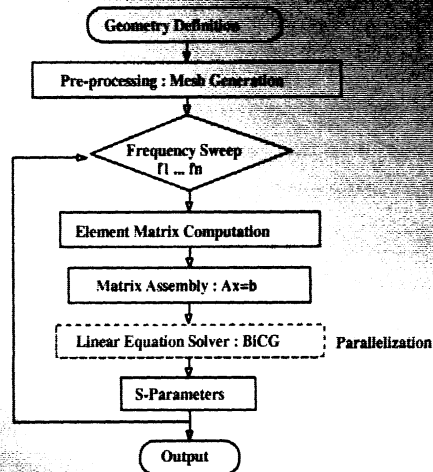 Geometry Definition
Pre-processing : Mesh Generation
Frequency Sweep
f1 ... fn
Element Matrix Computation
Matrix Assembly : Ax=b
Linear Equation Solver : BiCG
Parallelization
S-Parameters
Output